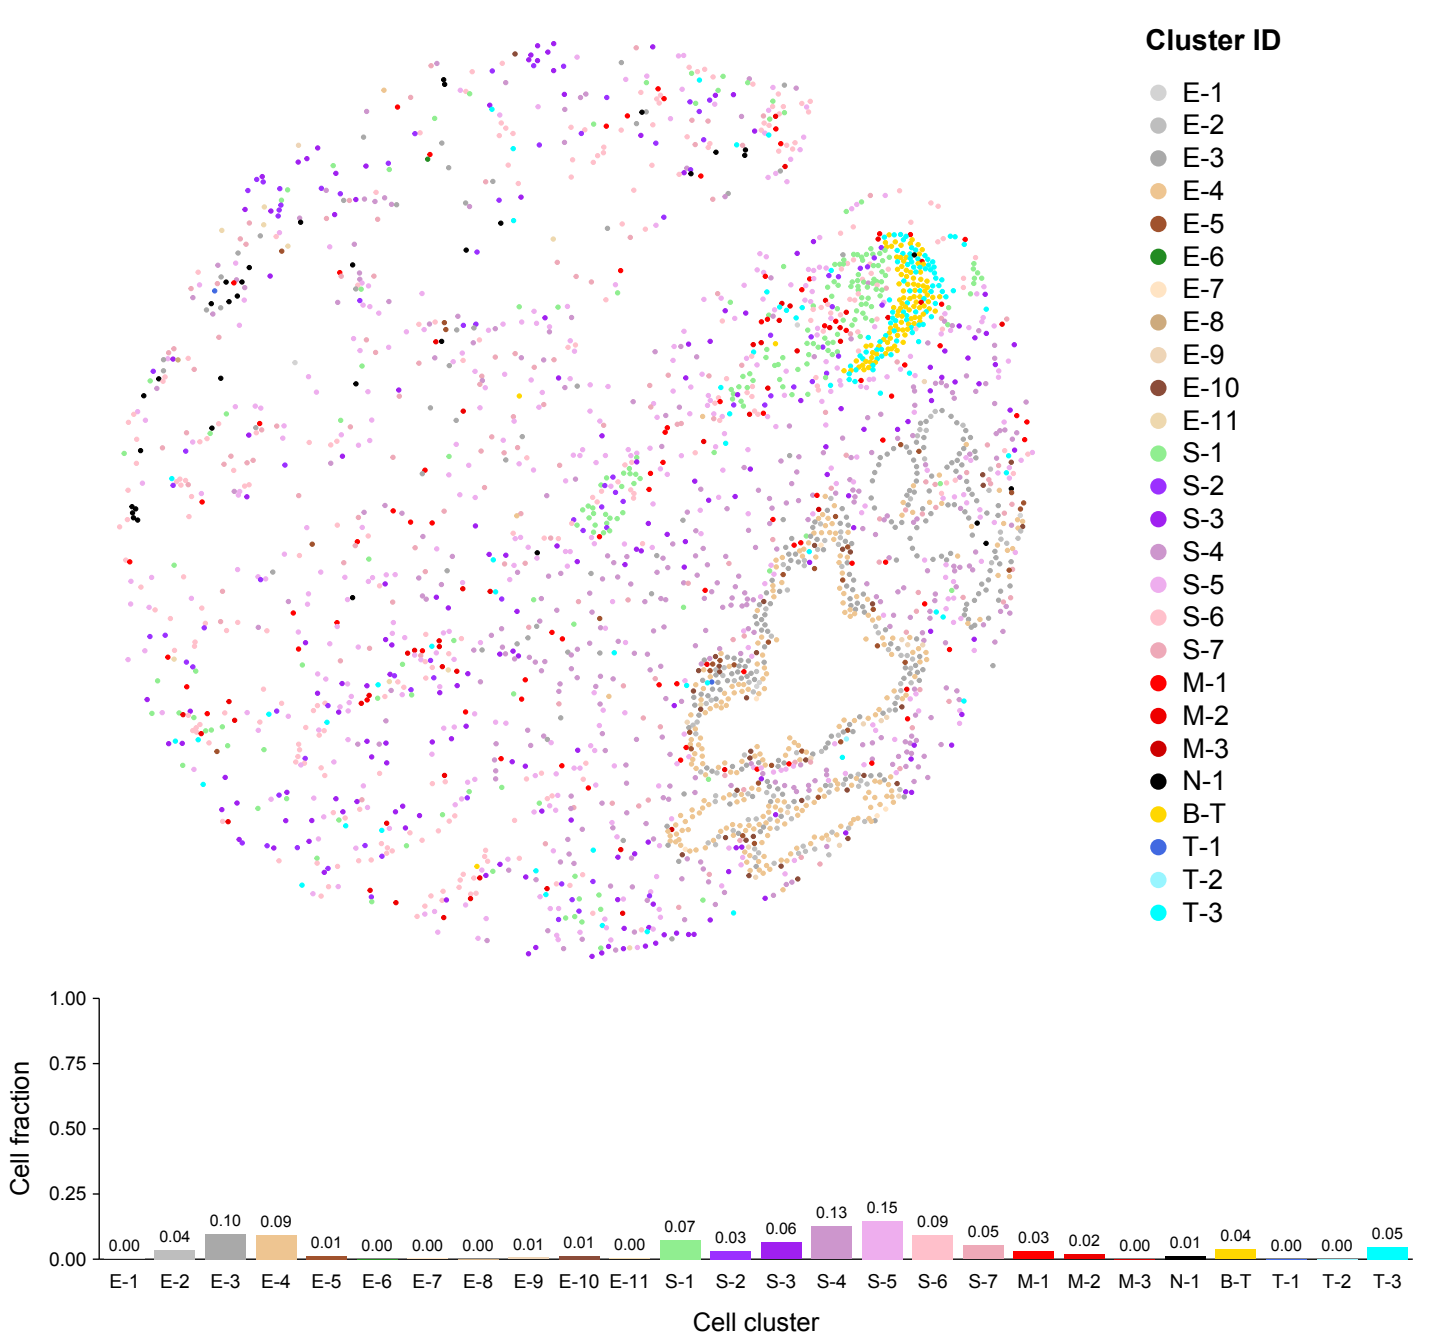 Cluster ID
E-1
E-2
E-3
E-4
E-5
E-6
E-7
E-8
E-9
E-10
E-11
S-1
S-2
S-3
S-4
S-5
S-6
S-7
M-1
M-2
M-3
N-1
B-T
T-1
T-2
T-3
1.00
0.75
0.50
0.25
0.00
Cell fraction
0.00 0.04 0.10 0.09 0.01 0.00 0.00 0.00 0.01 0.01 0.00 0.07 0.03 0.06 0.13 0.15 0.09 0.05 0.03 0.02 0.00 0.01 0.04 0.00 0.00 0.05
E-1 E-2 E-3 E-4 E-5 E-6 E-7 E-8 E-9 E-10 E-11 S-1 S-2 S-3 S-4 S-5 S-6 S-7 M-1 M-2 M-3 N-1 B-T T-1 T-2 T-3
Cell cluster